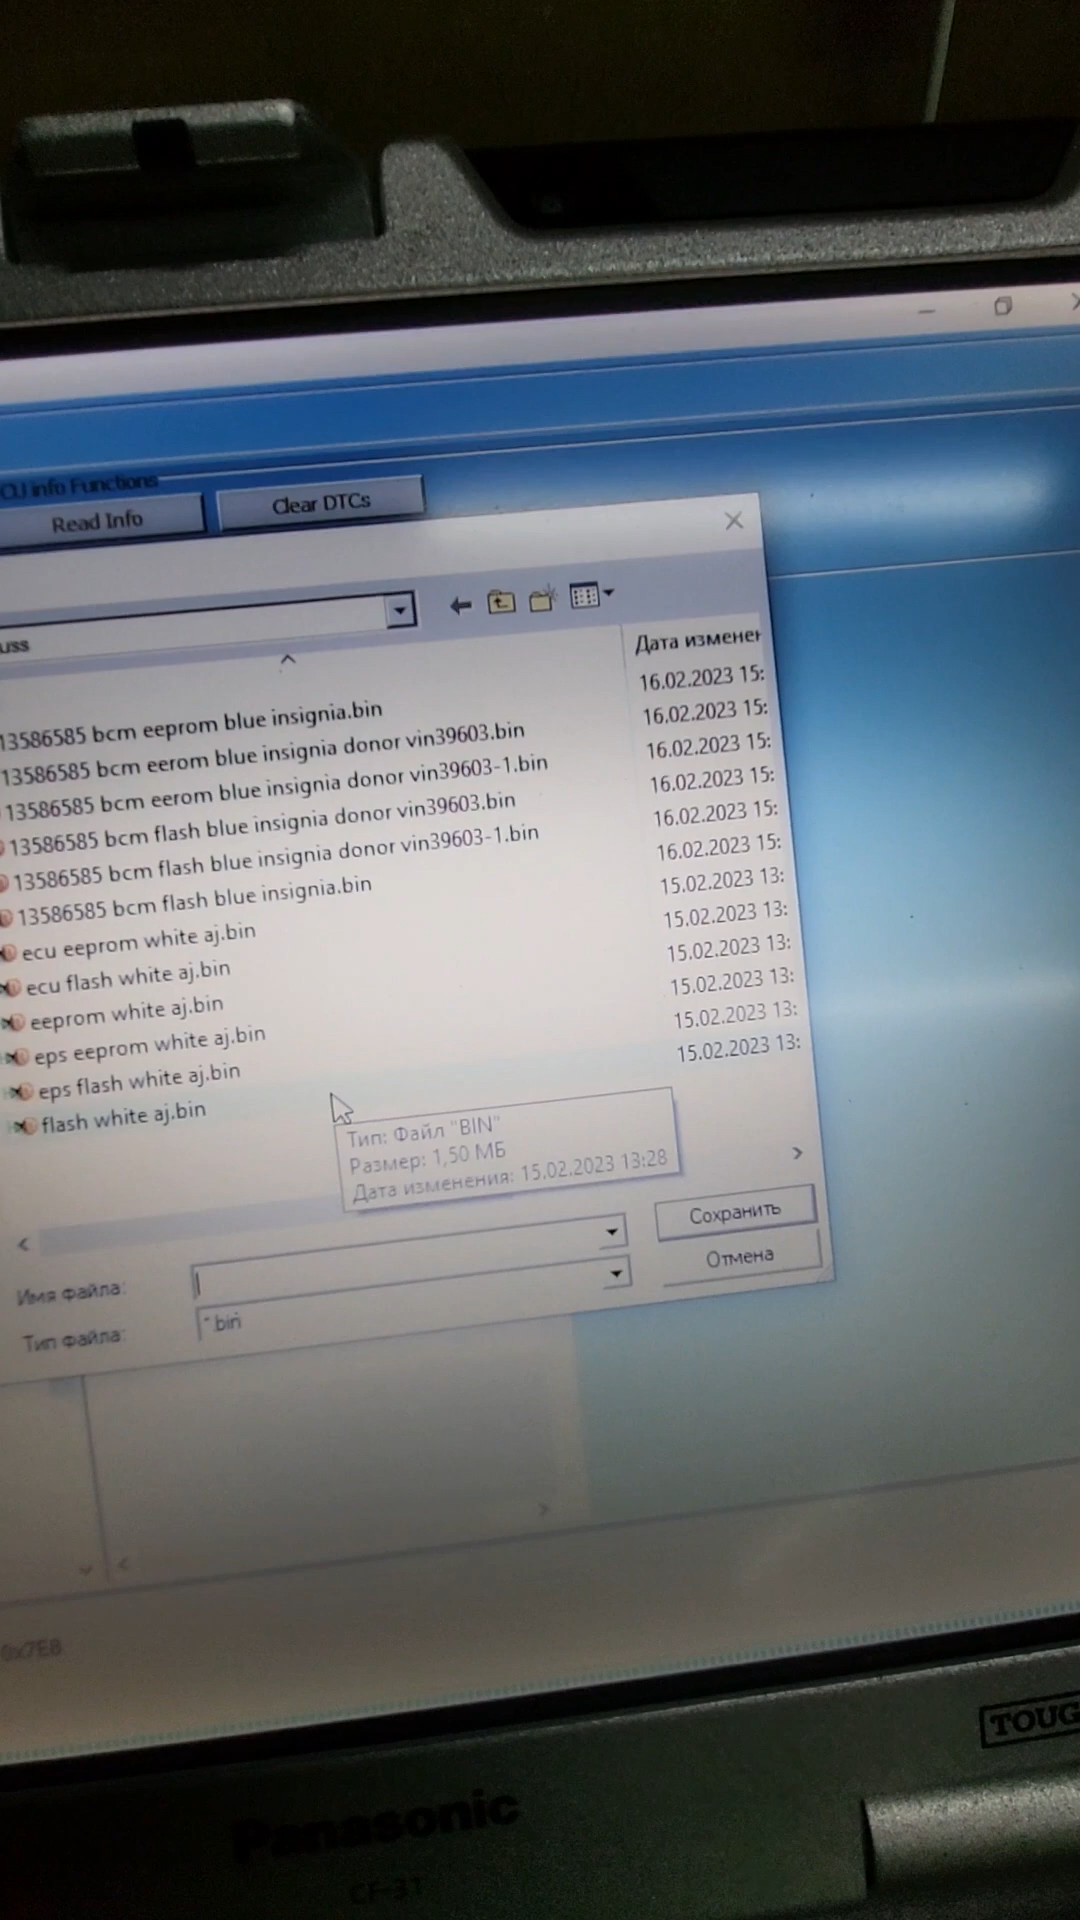 CU info Functions
Read Info
Clear DTCs
uss
Дата изменен
13586585 bcm eeprom blue insignia.bin
16.02.2023 15:
13586585 bcm eerom blue insignia donor vin39603.bin
16.02.2023 15:
13586585 bcm eerom blue insignia donor vin39603-1.bin
16.02.2023 15:
13586585 bcm flash blue insignia donor vin39603.bin
16.02.2023 15:
13586585 bcm flash blue insignia donor vin39603-1.bin
16.02.2023 15:
13586585 bcm flash blue insignia.bin
16.02.2023 15:
ecu eeprom white aj.bin
15.02.2023 13:
ecu flash white aj.bin
15.02.2023 13:
eeprom white aj.bin
15.02.2023 13:
eps eeprom white aj.bin
15.02.2023 13:
eps flash white aj.bin
15.02.2023 13:
flash white aj.bin
15.02.2023 13:
Тип: Файл "BIN"
Размер: 1,50 МБ
Дата изменения: 15.02.2023 13:28
Имя файла:
Сохранить
Тип файла:
*.bin
Отмена
0x7E8
TOUG
Panasonic
CF-31